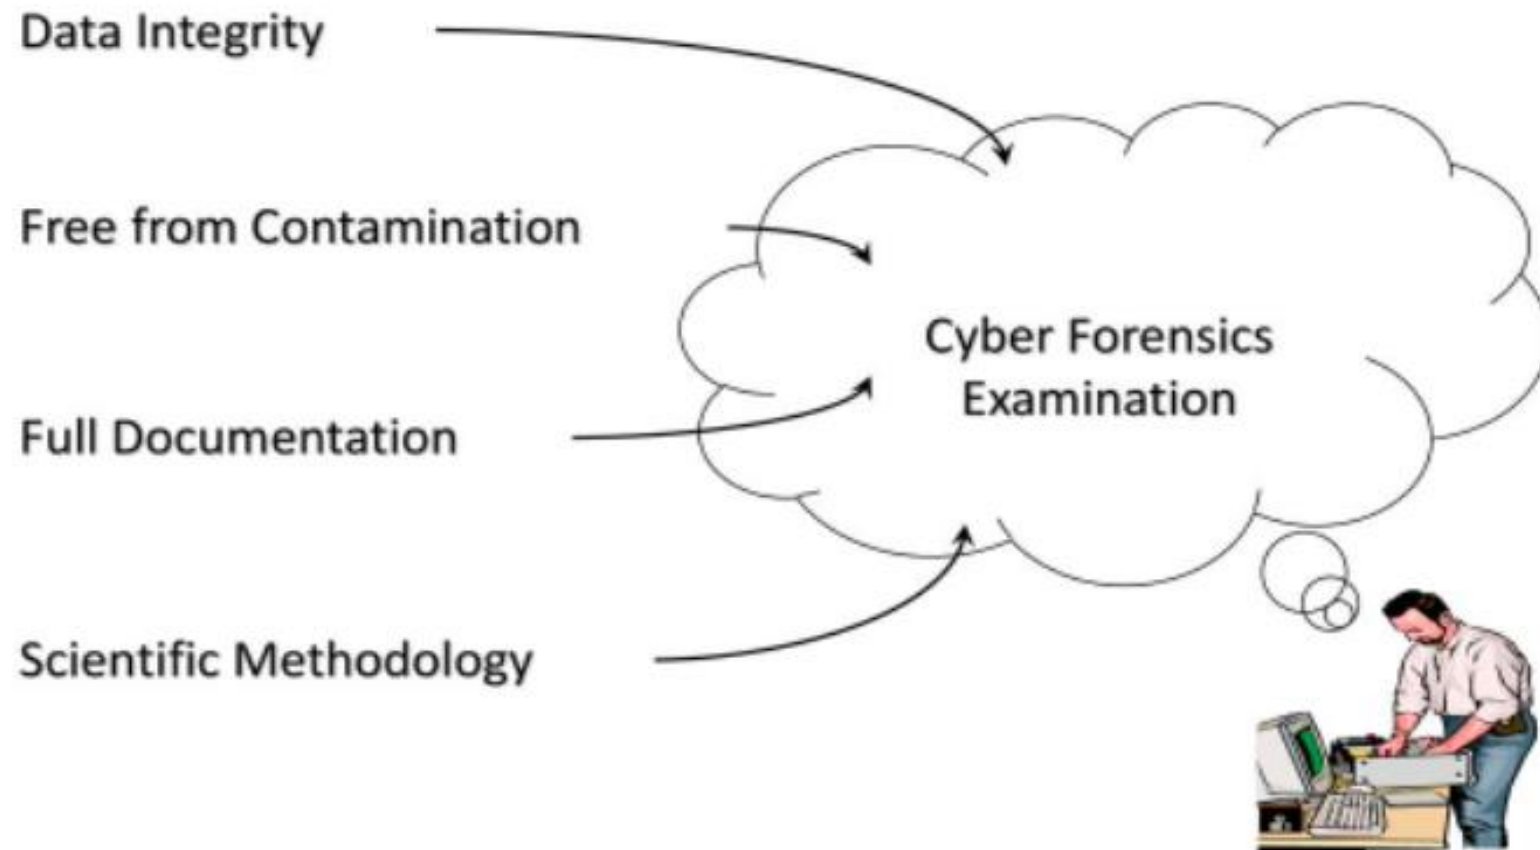 Data Integrity
Free from Contamination
Cyber Forensics
Examination
Full Documentation
Scientific Methodology